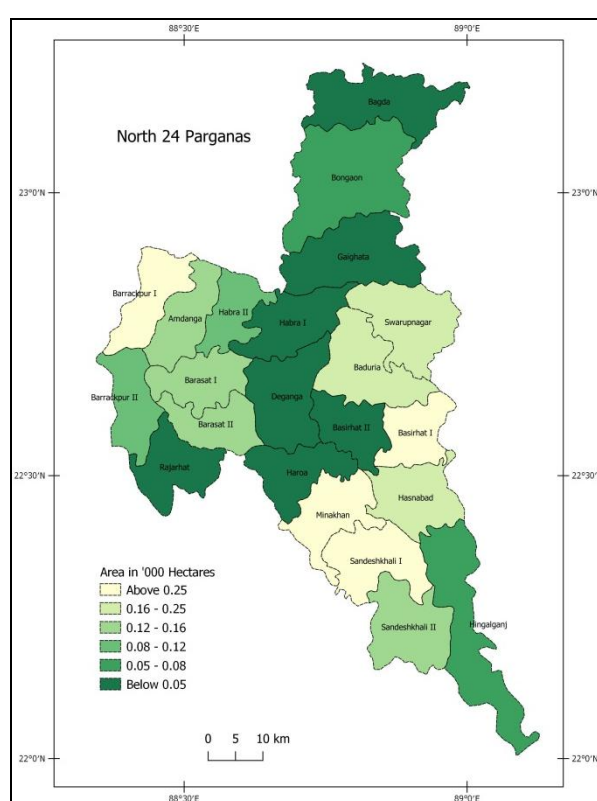 88°30'E 89°0'E
North 24 Parganas
Bagda
23°0'N 23°0'N
Bongaon
Gaighata
Barrackpur I
Amdanga
Habra II
Habra I
Swarupnagar
Baduria
Barasat I
Barrackpur II
Deganga
Barasat II
Basirhat II
Basirhat I
22°30'N 22°30'N
Rajarhat
Haroa
Hasnabad
Minakhan
Sandeshkhali I
Sandeshkhali II
Hingalganj
Area in '000 Hectares
Above 0.25
0.16 - 0.25
0.12 - 0.16
0.08 - 0.12
0.05 - 0.08
Below 0.05
0 5 10 km
22°0'N 22°0'N
88°30'E 89°0'E